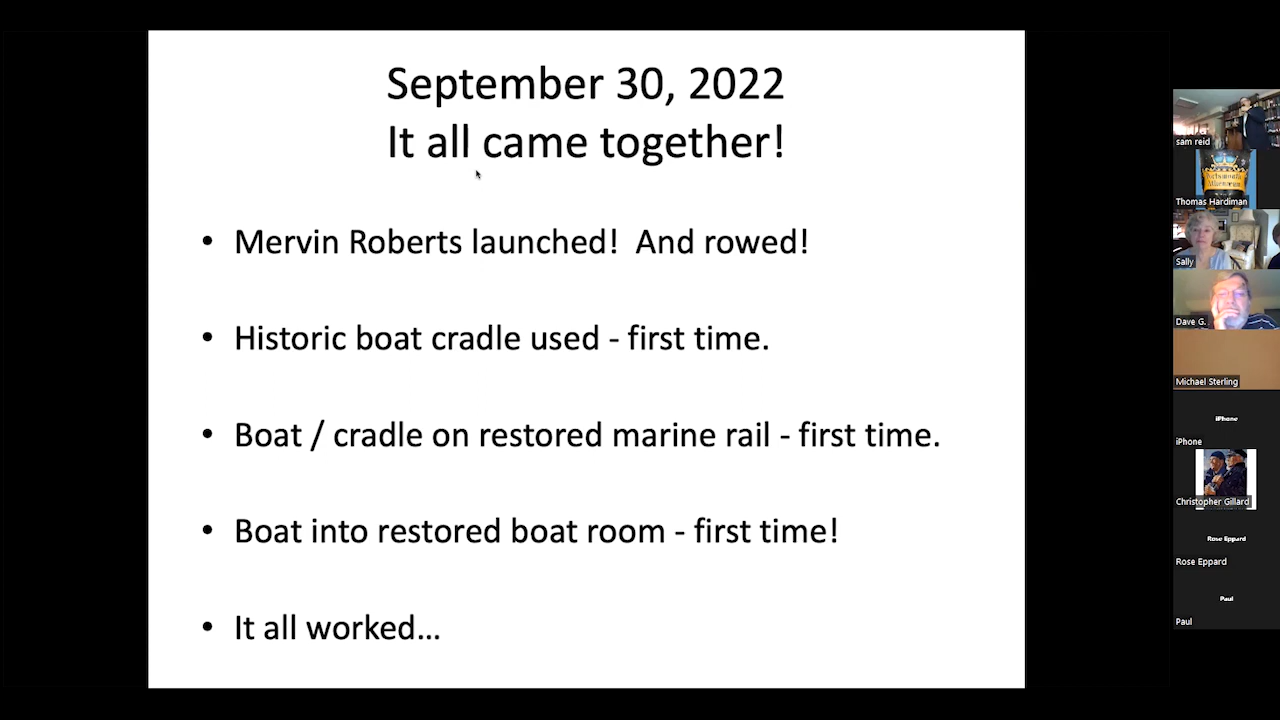 September 30, 2022
It all came together!
• Mervin Roberts launched!  And rowed!
• Historic boat cradle used - first time.
• Boat / cradle on restored marine rail - first time.
• Boat into restored boat room - first time!
• It all worked...
sam reid
Portsmouth
Athenæum
Thomas Hardiman
Sally
Dave G.
Michael Sterling
iPhone
iPhone
Christopher Gillard
Rose Eppard
Rose Eppard
Paul
Paul